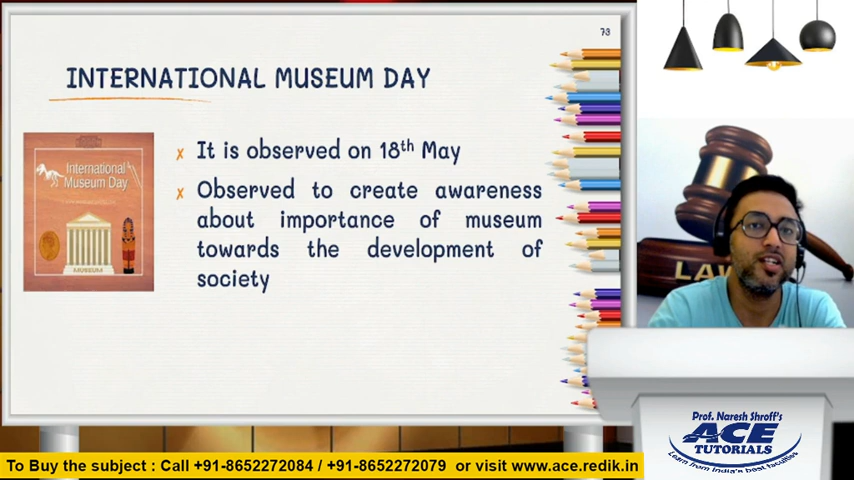 73
INTERNATIONAL MUSEUM DAY
International
Museum Day
MUSEUM
x It is observed on 18th May
x Observed to create awareness
about importance of museum
towards the development of
society
LAW
Prof. Naresh Shroff's
ACE
TUTORIALS
Learn from India's best faculties
To Buy the subject : Call +91-8652272084 / +91-8652272079 or visit www.ace.redik.in